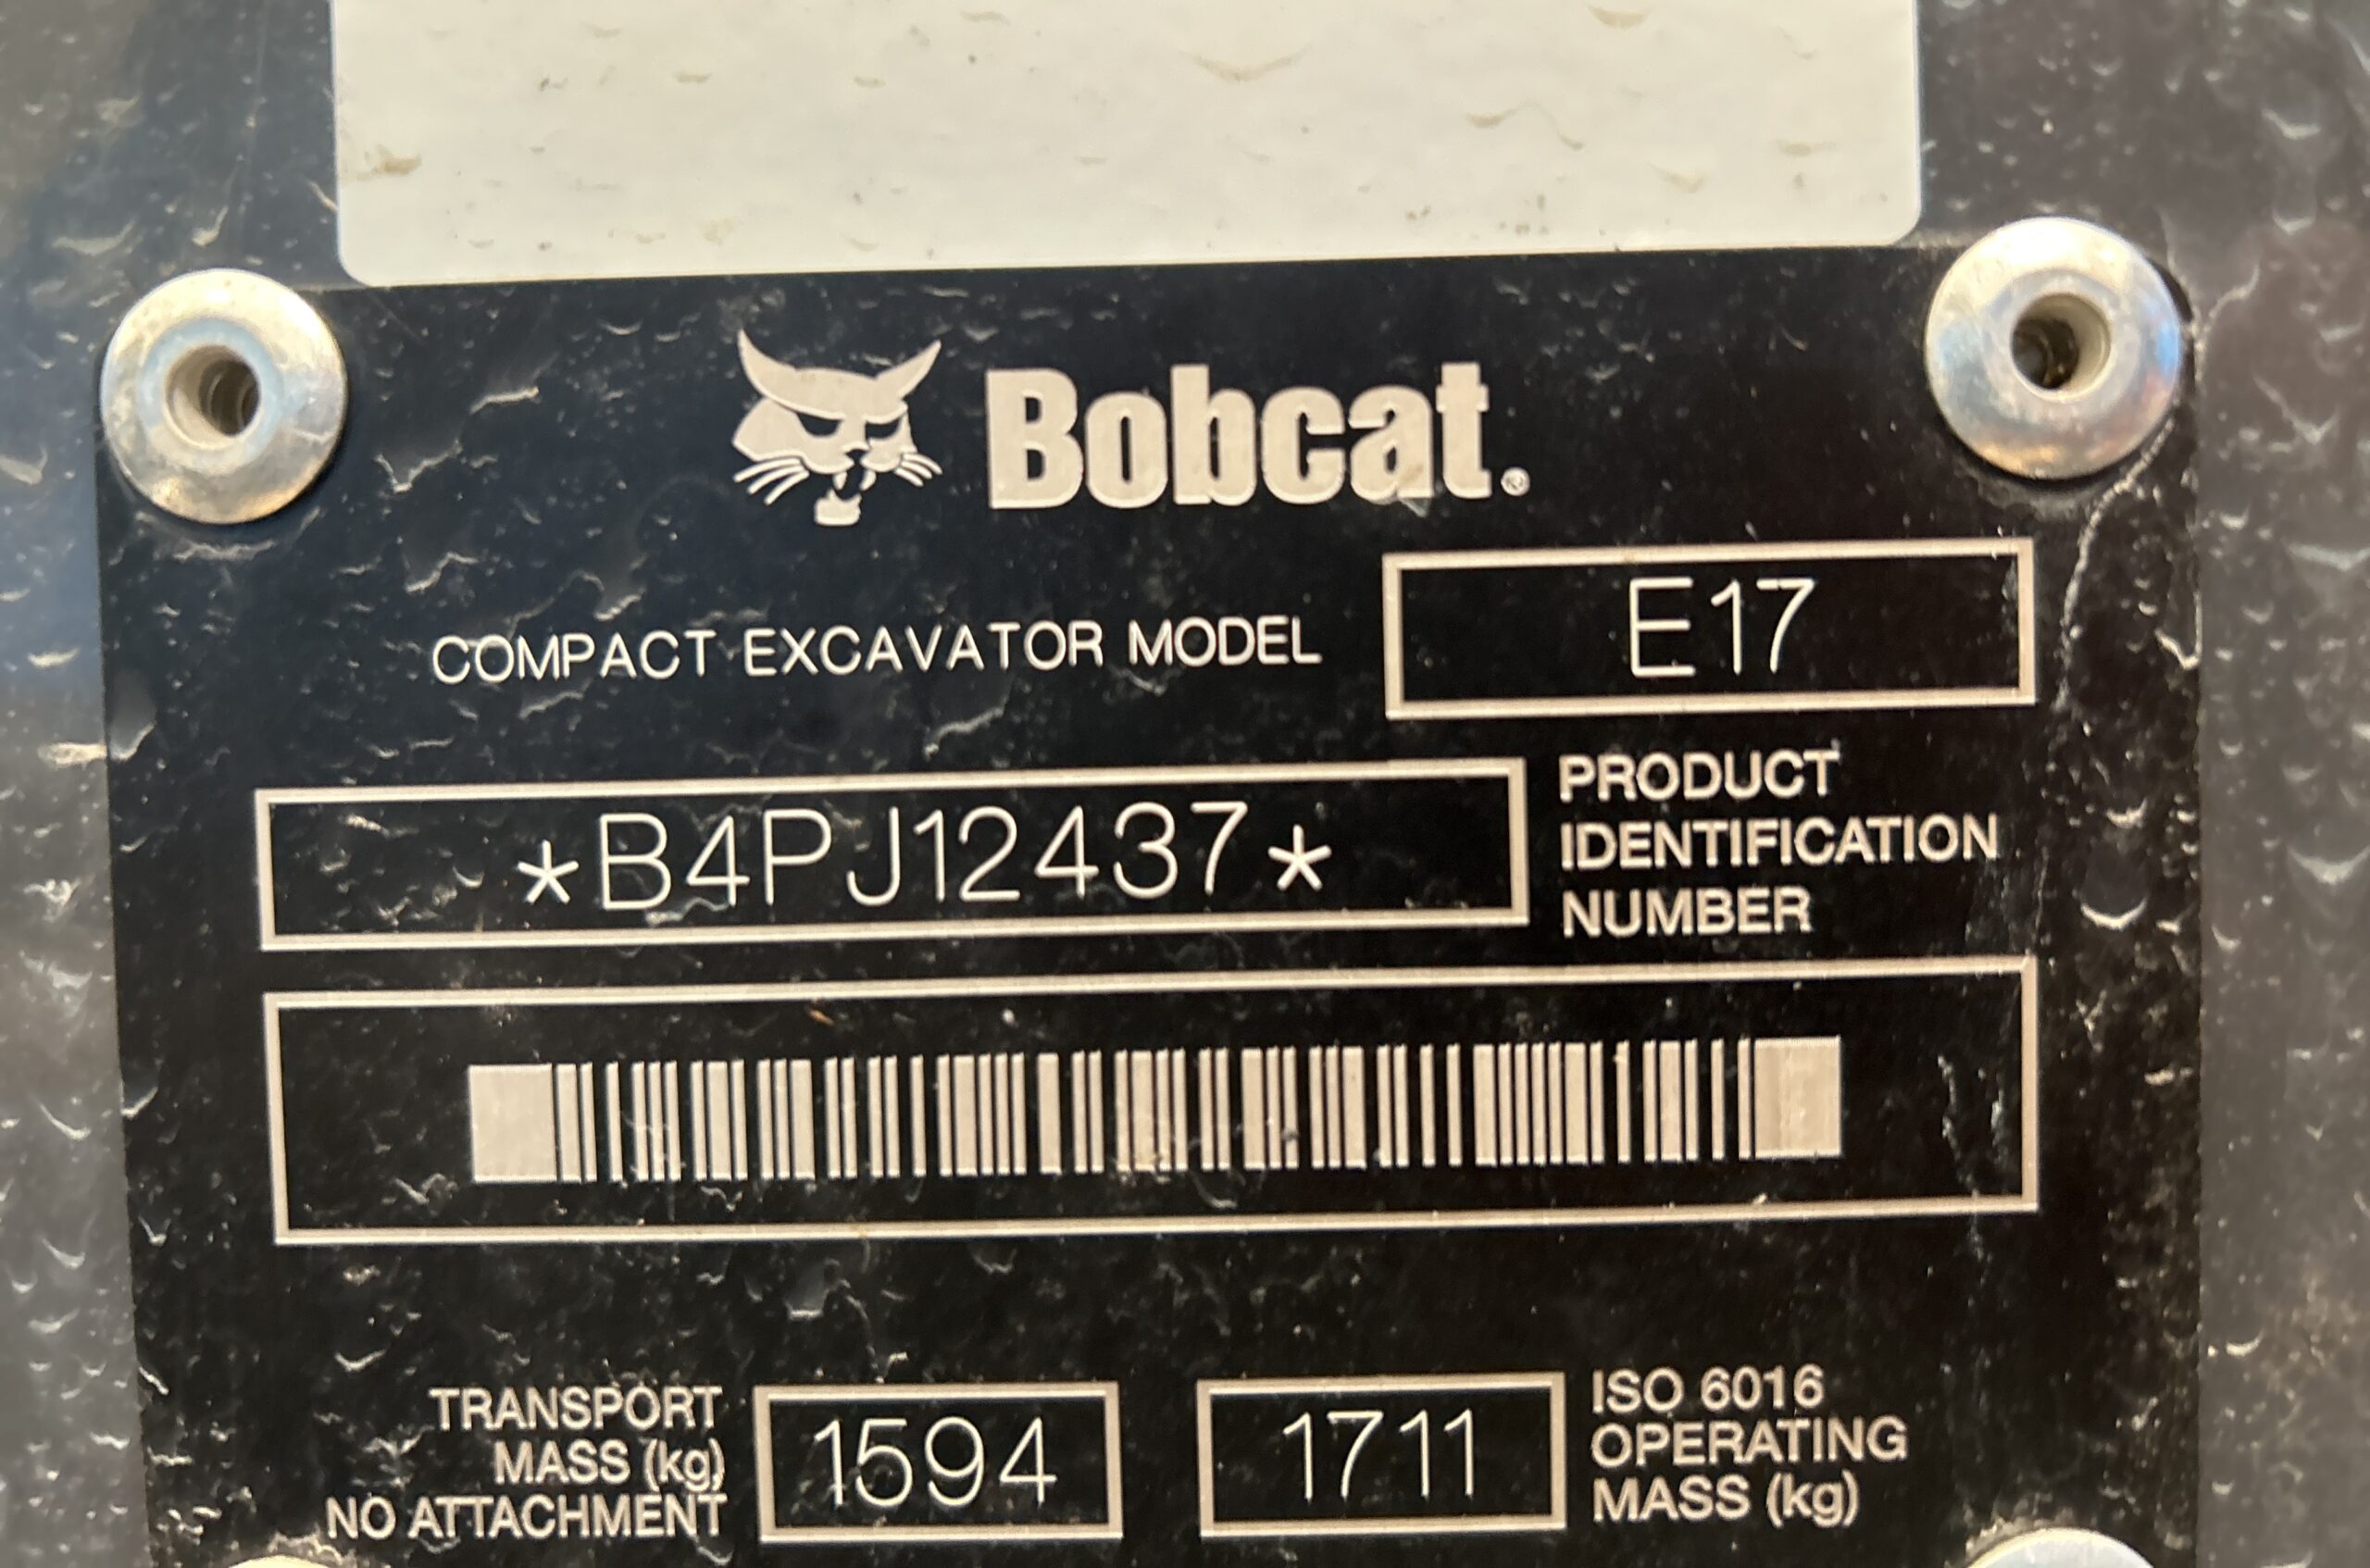 Bobcat®
COMPACT EXCAVATOR MODEL E17
*B4PJ12437*
PRODUCT
IDENTIFICATION
NUMBER
TRANSPORT
MASS (kg)
NO ATTACHMENT
1594
1711
ISO 6016
OPERATING
MASS (kg)